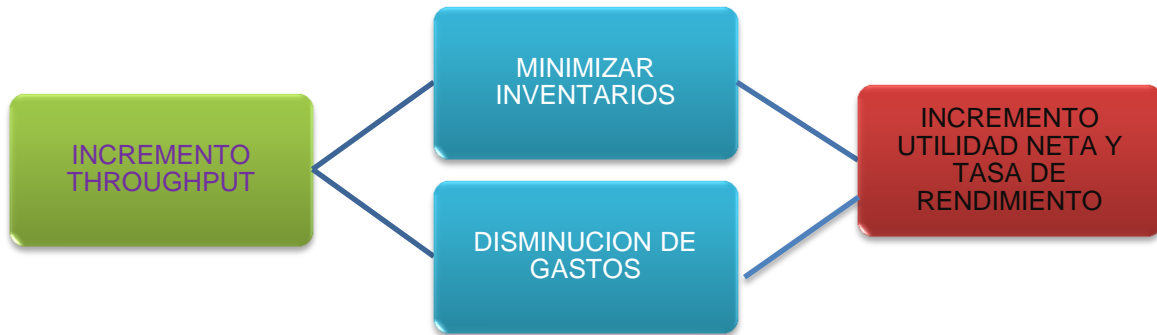 INCREMENTO
THROUGHPUT
MINIMIZAR
INVENTARIOS
DISMINUCION DE
GASTOS
INCREMENTO
UTILIDAD NETA Y
TASA DE
RENDIMIENTO